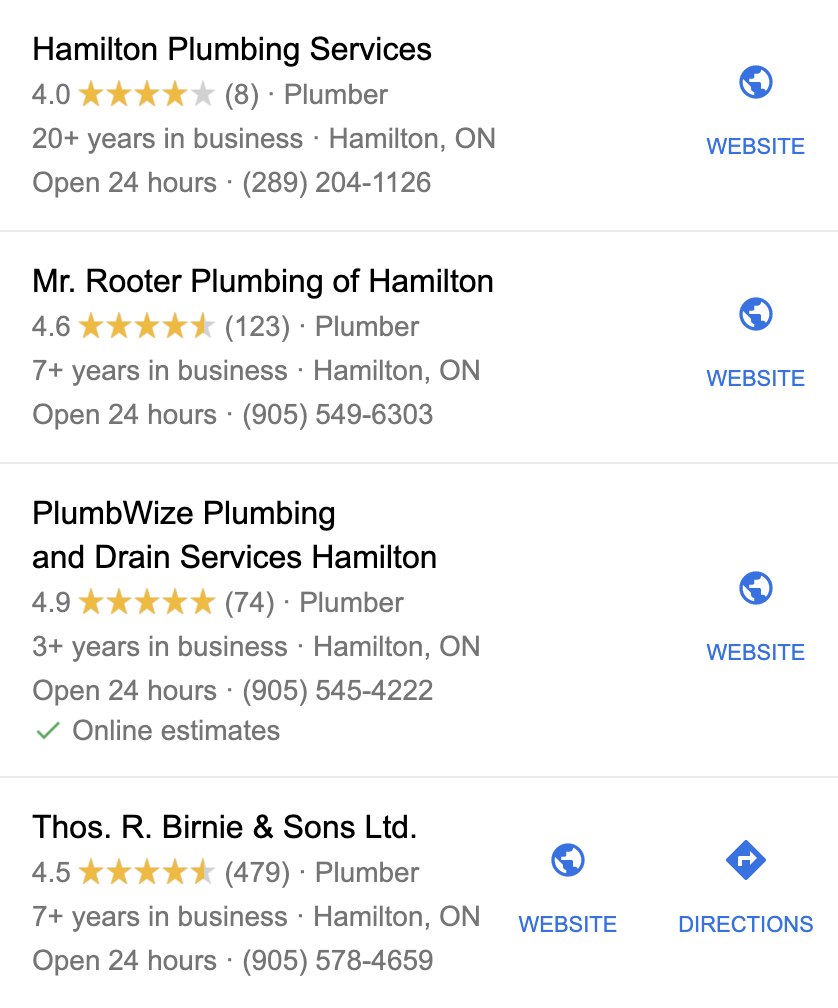 Hamilton Plumbing Services
4.0 (8) · Plumber
20+ years in business · Hamilton, ON
Open 24 hours · (289) 204-1126
WEBSITE
Mr. Rooter Plumbing of Hamilton
4.6 (123) · Plumber
7+ years in business · Hamilton, ON
Open 24 hours · (905) 549-6303
WEBSITE
PlumbWize Plumbing
and Drain Services Hamilton
4.9 (74) · Plumber
3+ years in business · Hamilton, ON
Open 24 hours · (905) 545-4222
Online estimates
WEBSITE
Thos. R. Birnie & Sons Ltd.
4.5 (479) · Plumber
7+ years in business · Hamilton, ON
Open 24 hours · (905) 578-4659
WEBSITE
DIRECTIONS